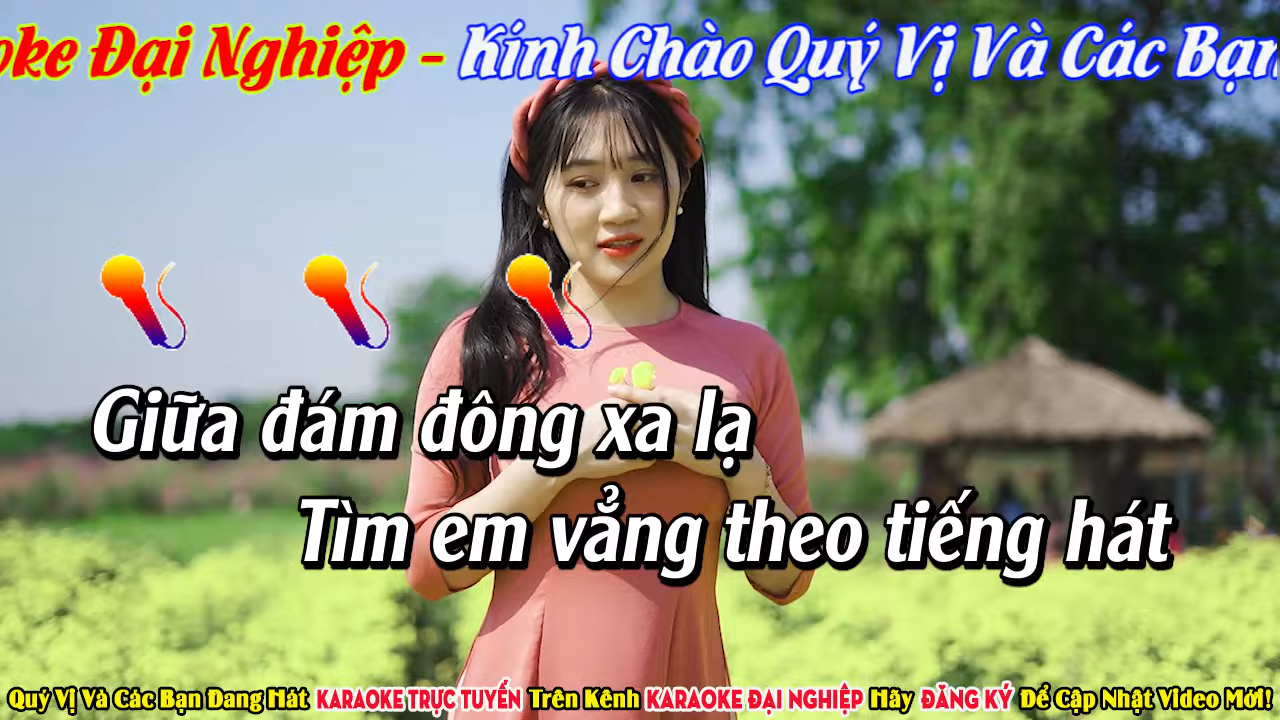 oke Đại Nghiệp - Kính Chào Quý Vị Và Các Bạn
Giữa đám đông xa lạ
Tìm em vẳng theo tiếng hát
Quý Vị Và Các Bạn Đang Hát KARAOKE TRỰC TUYẾN Trên Kênh KARAOKE ĐẠI NGHIỆP Hãy ĐĂNG KÝ Để Cập Nhật Video Mới!